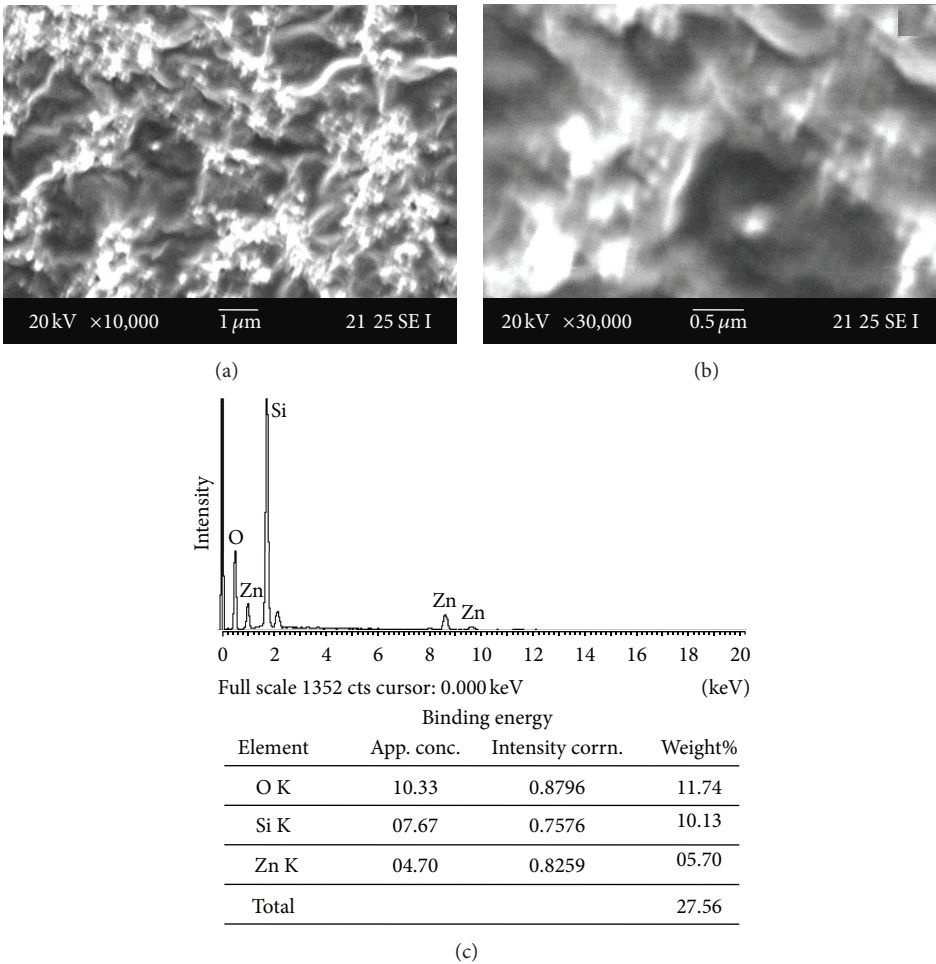 20 kV ×10,000 1 μm 21 25 SE I
(a)
20 kV ×30,000 0.5 μm 21 25 SE I
(b)
Intensity
Si
O
Zn
Zn
Zn
0 2 4 6 8 10 12 14 16 18 20
Full scale 1352 cts cursor: 0.000 keV (keV)
Binding energy
Element App. conc. Intensity corrn. Weight%
O K 10.33 0.8796 11.74
Si K 07.67 0.7576 10.13
Zn K 04.70 0.8259 05.70
Total 27.56
(c)